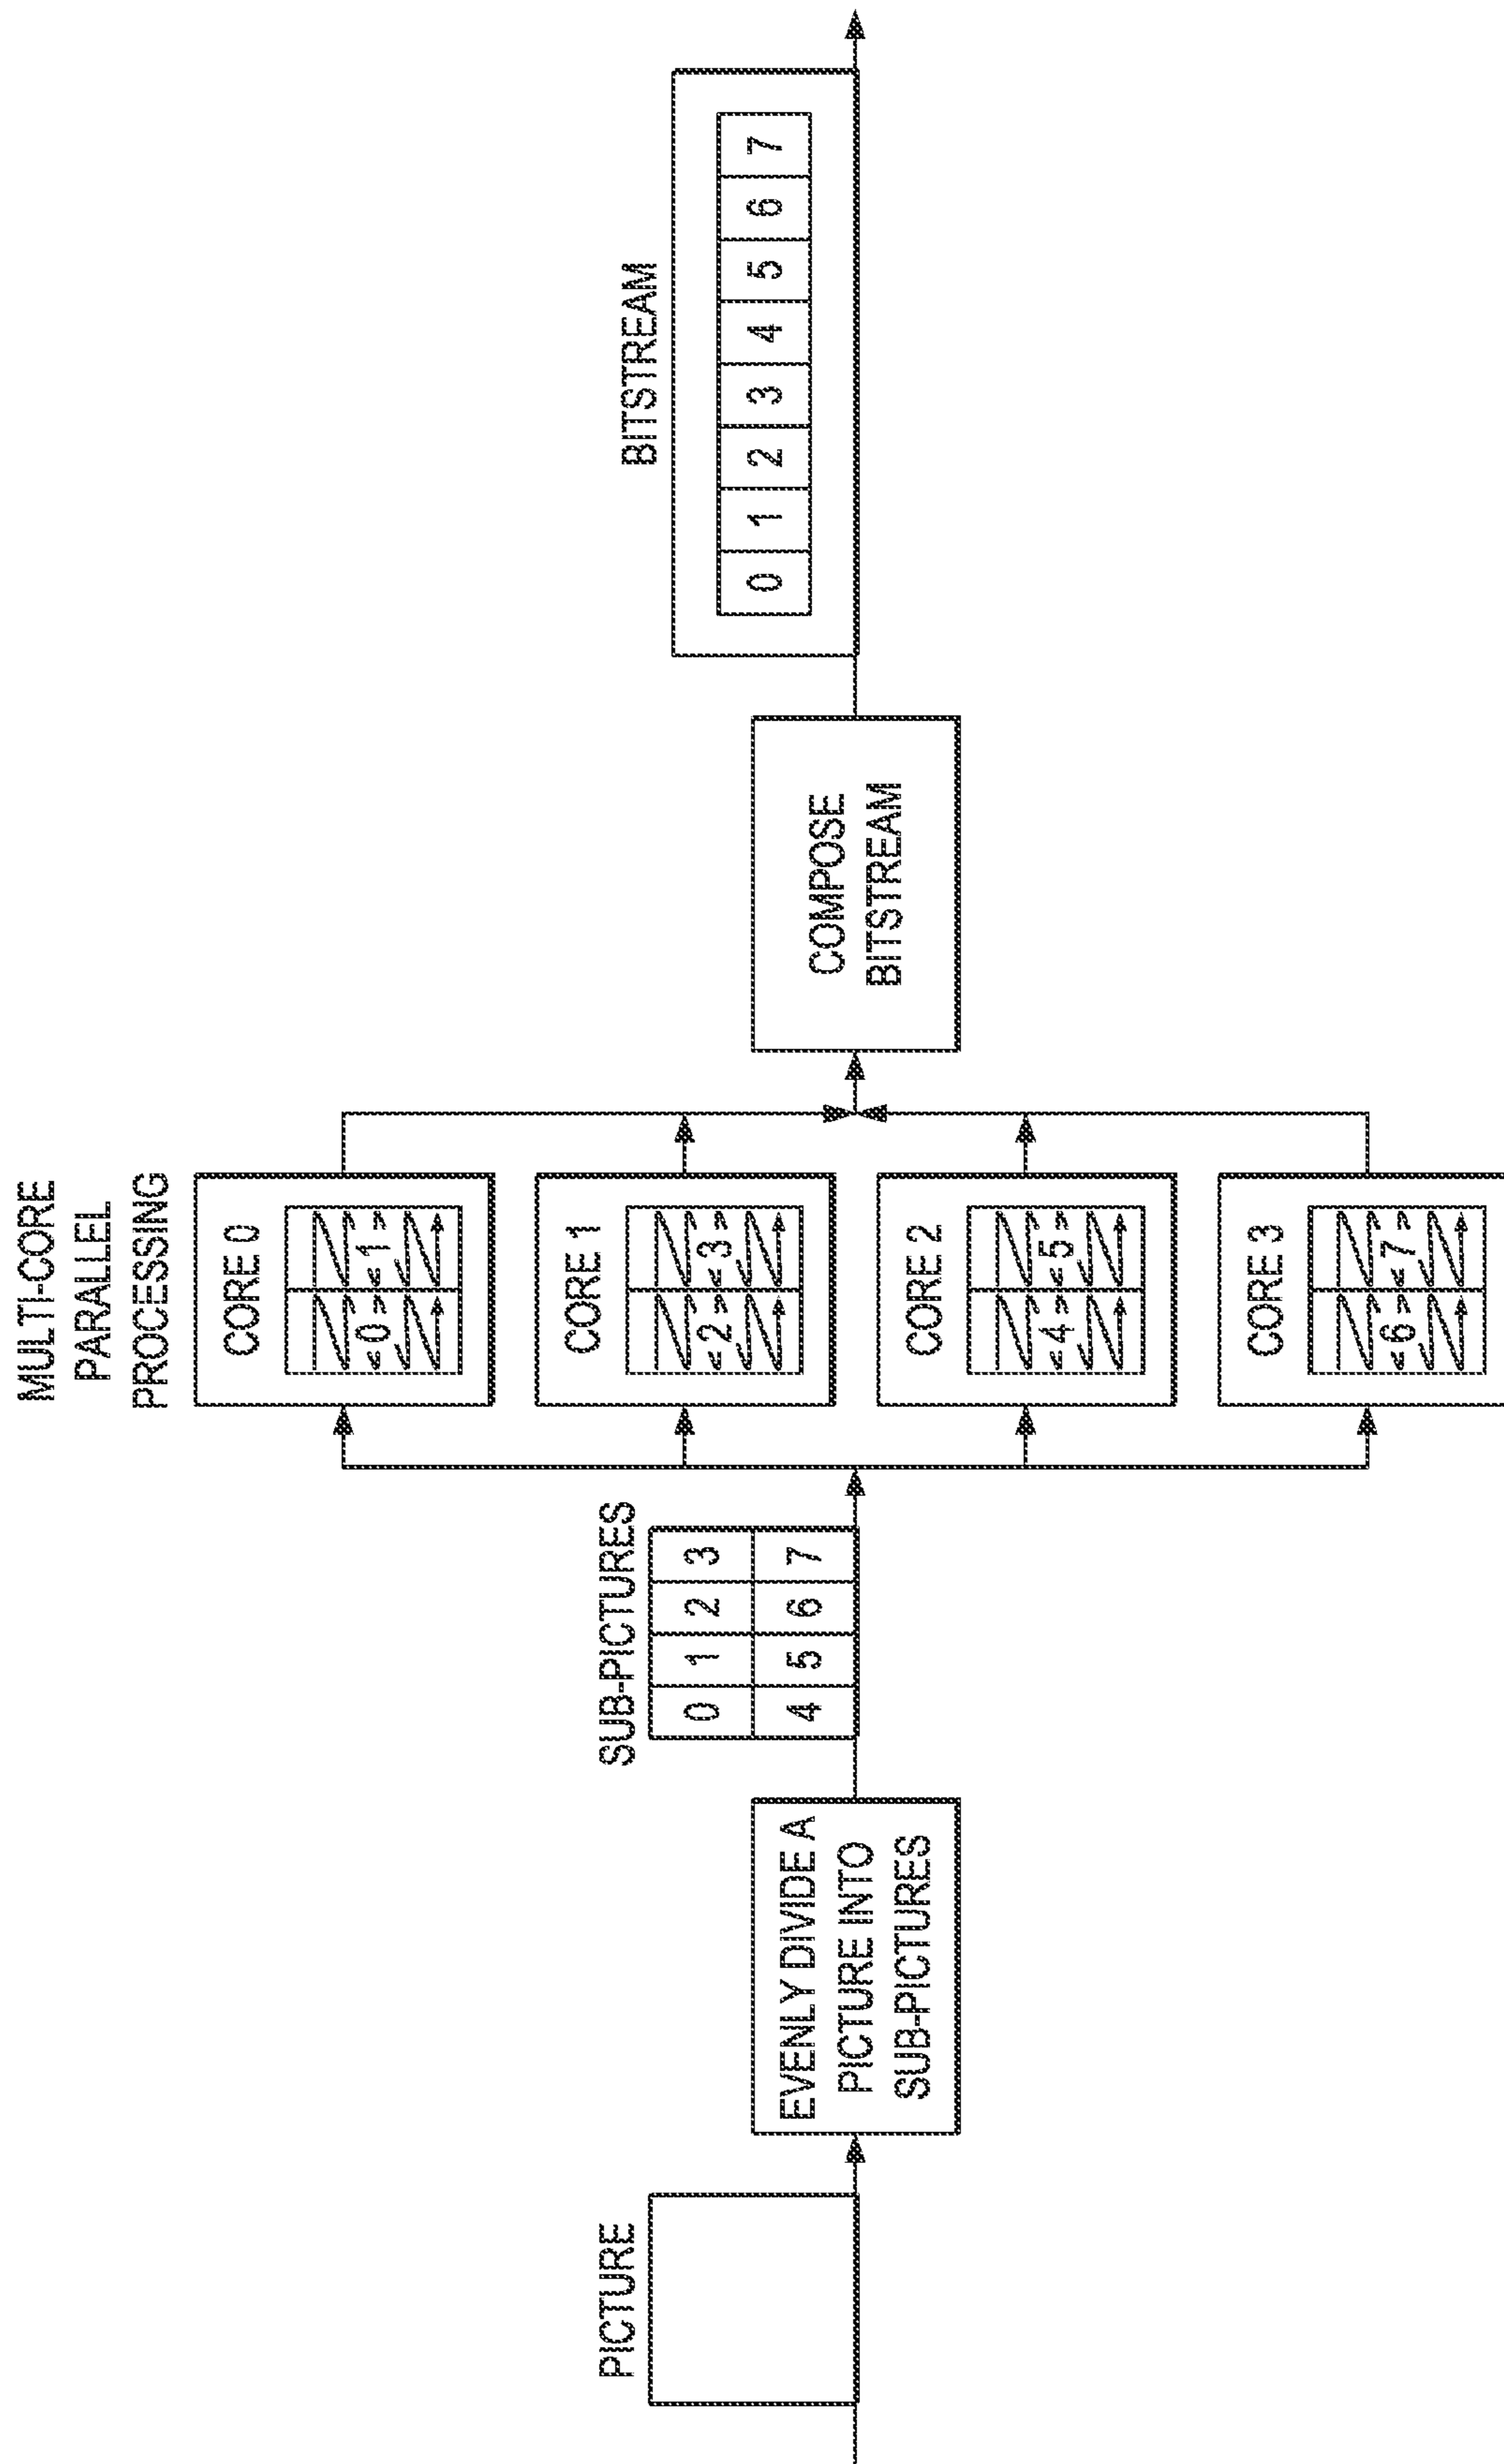 PICTURE
EVENLY DIVIDE A
PICTURE INTO
SUB-PICTURES
SUB-PICTURES
0 1 2 3
4 5 6 7
MULTI-CORE
PARALLEL
PROCESSING
CORE 0
0 1
CORE 1
2 3
CORE 2
4 5
CORE 3
6 7
COMPOSE
BITSTREAM
BITSTREAM
0 1 2 3 4 5 6 7